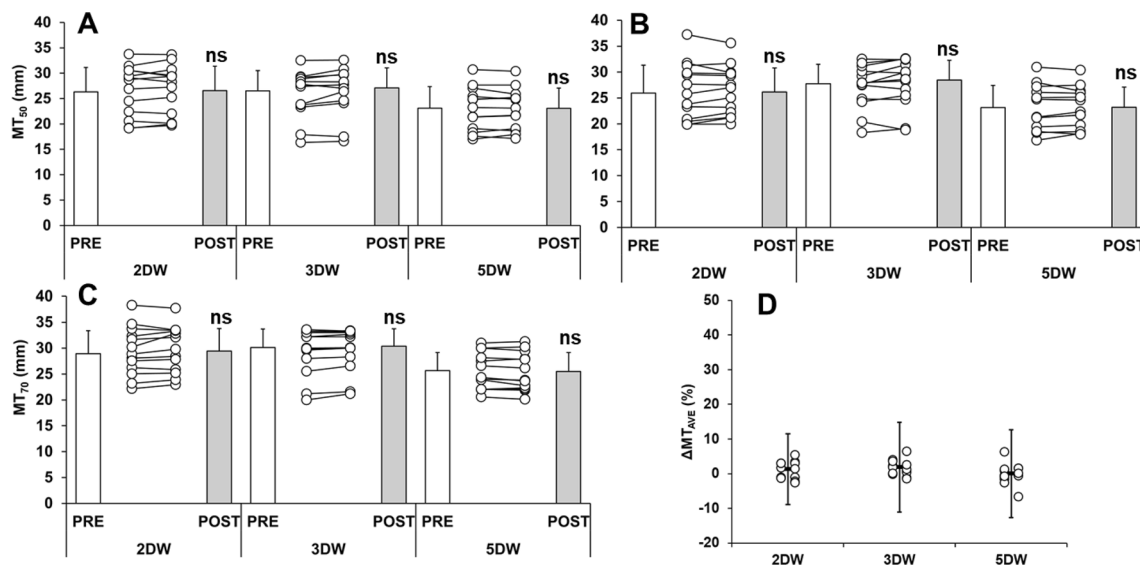 A
MT50 (mm)
40
35
30
25
20
15
10
5
0
ns
ns
ns
PRE
POST
PRE
POST
PRE
POST
2DW
3DW
5DW
B
40
35
30
25
20
15
10
5
0
ns
ns
ns
PRE
POST
PRE
POST
PRE
POST
2DW
3DW
5DW
C
MT70 (mm)
40
35
30
25
20
15
10
5
0
ns
ns
ns
PRE
POST
PRE
POST
PRE
POST
2DW
3DW
5DW
D
ΔMTAVE (%)
50
40
30
20
10
0
-10
-20
2DW
3DW
5DW